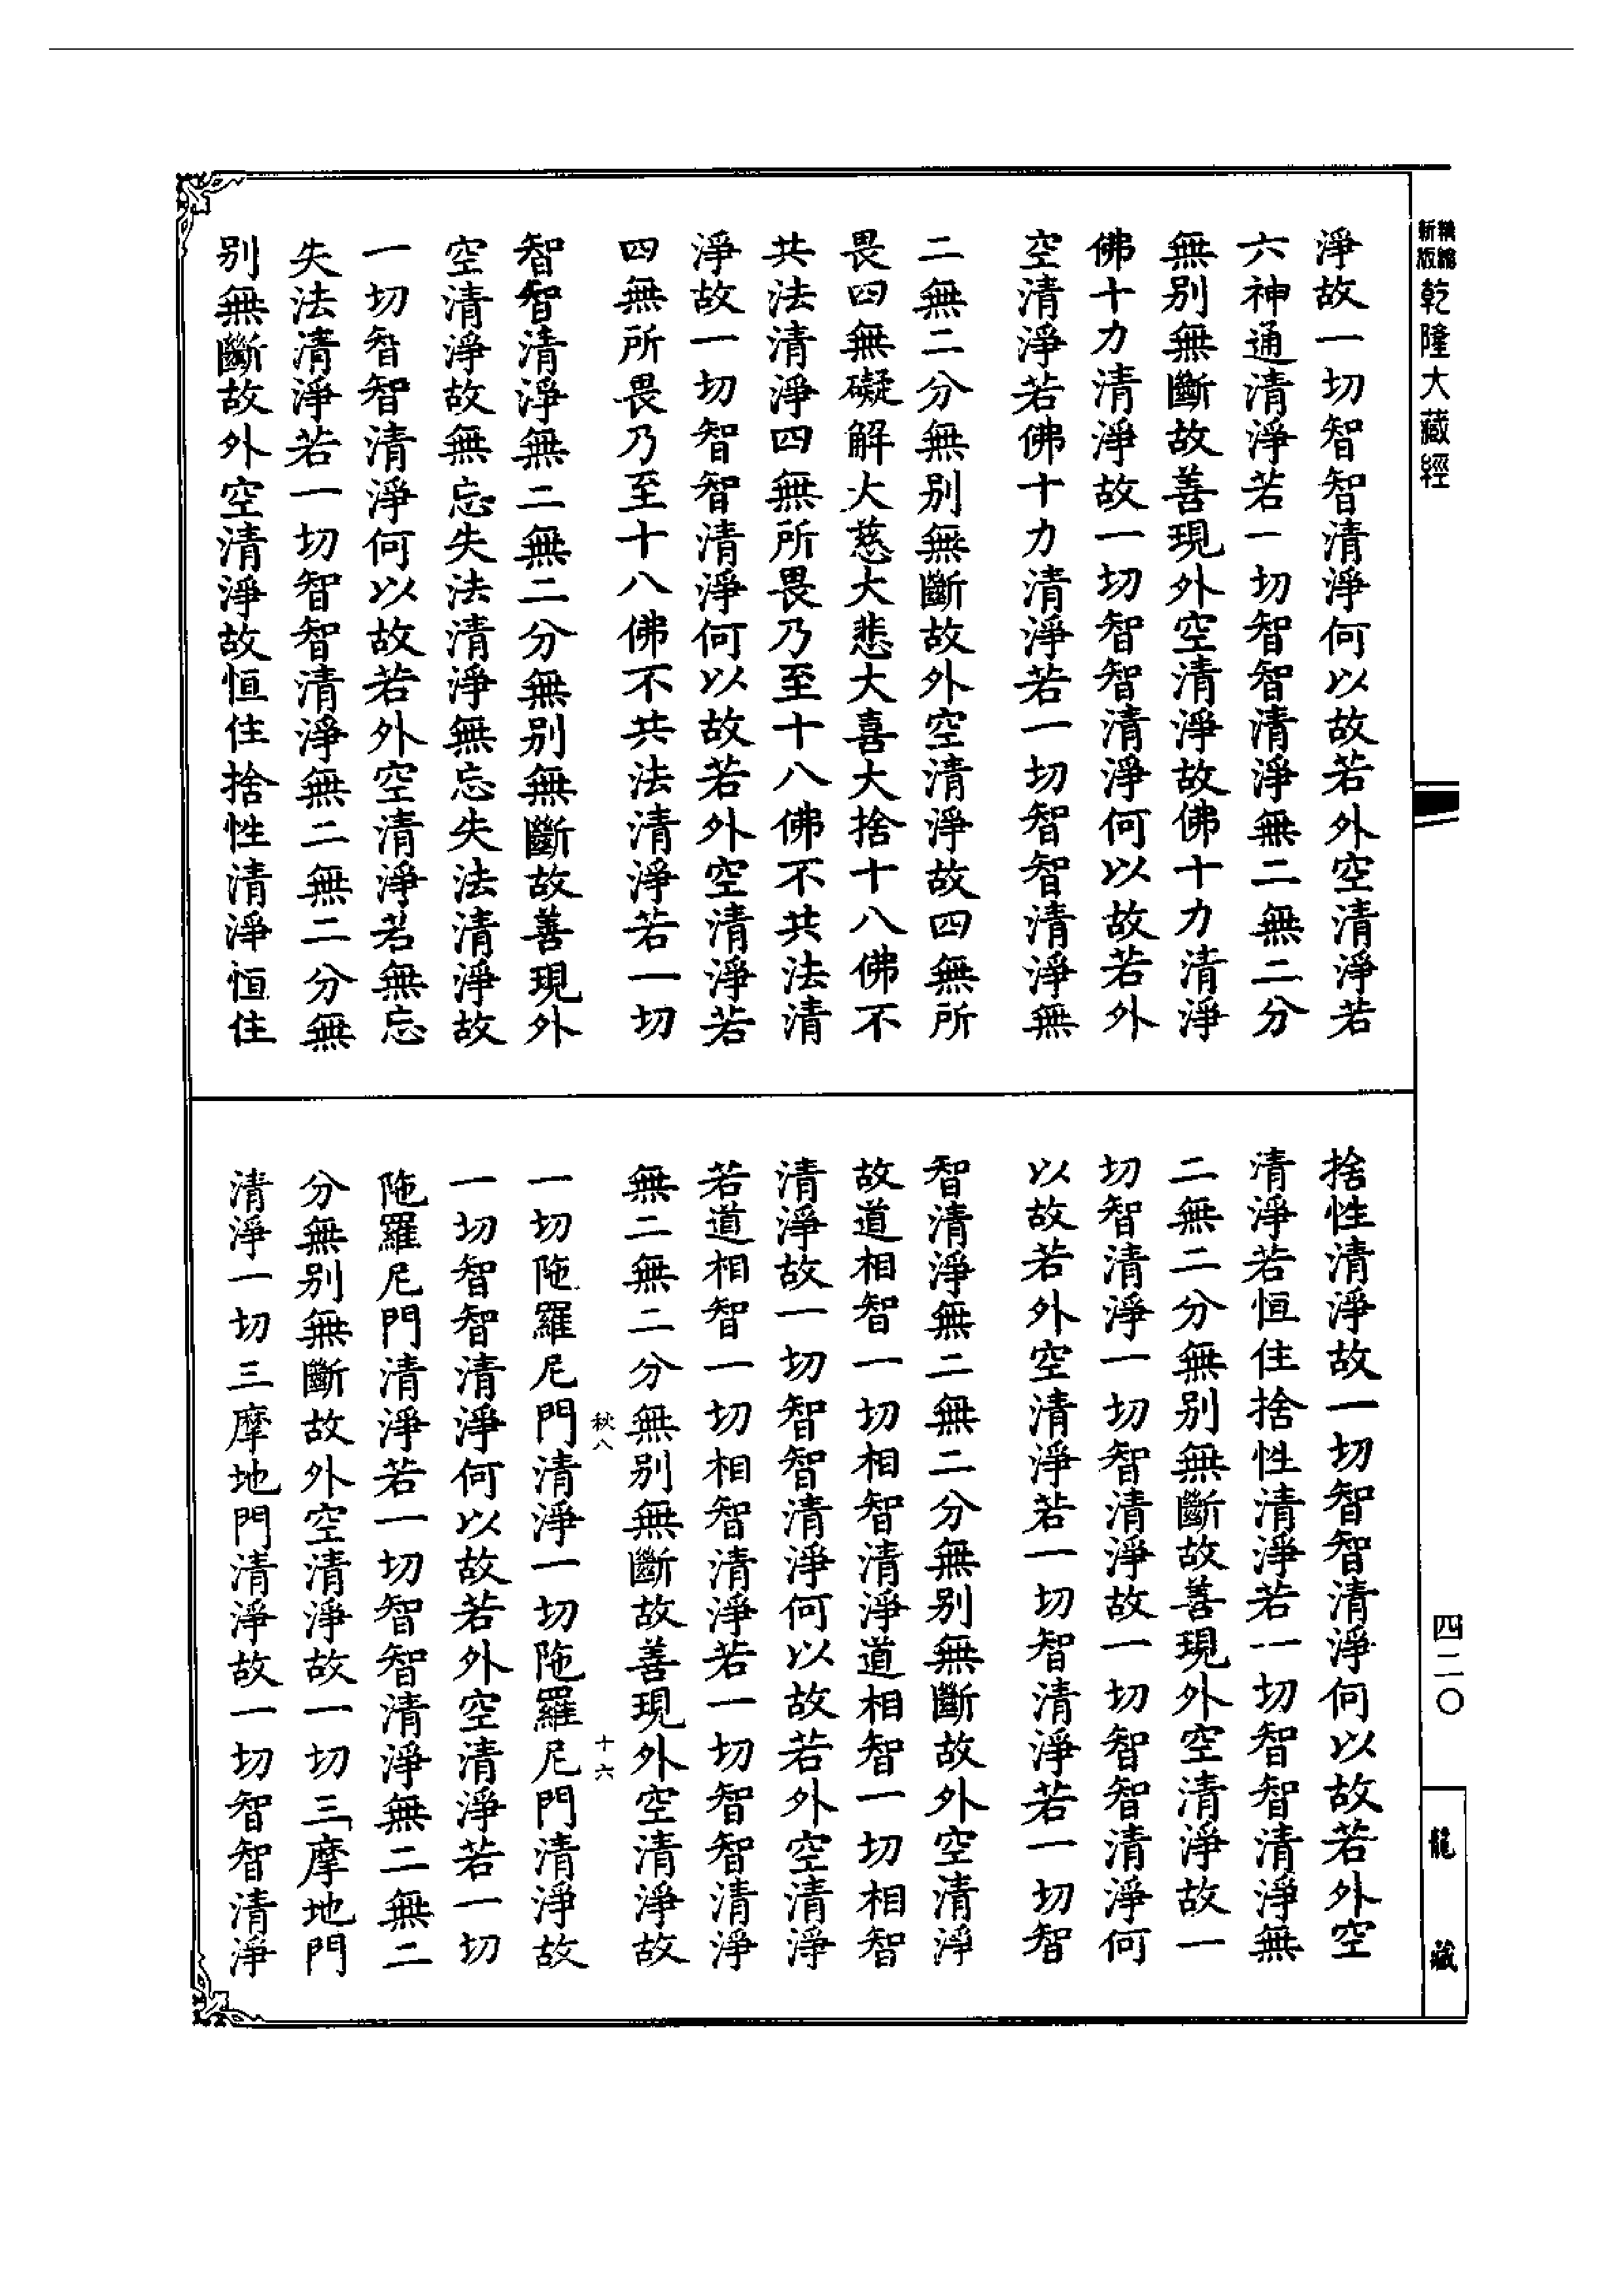 新編縮版乾隆大藏經
淨故一切智智清淨何以故若外空清淨若
六神通清淨若一切智智清淨無二無二分
無別無斷故善現外空清淨故佛十力清淨
佛十力清淨故一切智智清淨何以故若外
空清淨若佛十力清淨若一切智智清淨無
二無二分無別無斷故外空清淨故四無所
畏四無礙解大慈大悲大喜大捨十八佛不
共法清淨四無所畏乃至十八佛不共法清
淨故一切智智清淨何以故若外空清淨若
四無所畏乃至十八佛不共法清淨若一切
智智清淨無二無二分無別無斷故善現外
空清淨故無忘失法清淨無忘失法清淨故
一切智智清淨何以故若外空清淨若無忘
失法清淨若一切智智清淨無二無二分無
別無斷故外空清淨故恒住捨性清淨恒住
捨性清淨故一切智智清淨何以故若外空
清淨若恒住捨性清淨若一切智智清淨無
二無二分無別無斷故善現外空清淨故一
切智清淨一切智清淨故一切智智清淨何
以故若外空清淨若一切智清淨若一切智
智清淨無二無二分無別無斷故外空清淨
故道相智一切相智清淨道相智一切相智
清淨故一切智智清淨何以故若外空清淨
若道相智一切相智清淨若一切智智清淨
無二無二分無別無斷故善現外空清淨故
秋八
十六
一切陁羅尼門清淨一切陁羅尼門清淨故
一切智智清淨何以故若外空清淨若一切
陁羅尼門清淨若一切智智清淨無二無二
分無別無斷故外空清淨故一切三摩地門
清淨一切三摩地門清淨故一切智智清淨
四二〇
龍藏